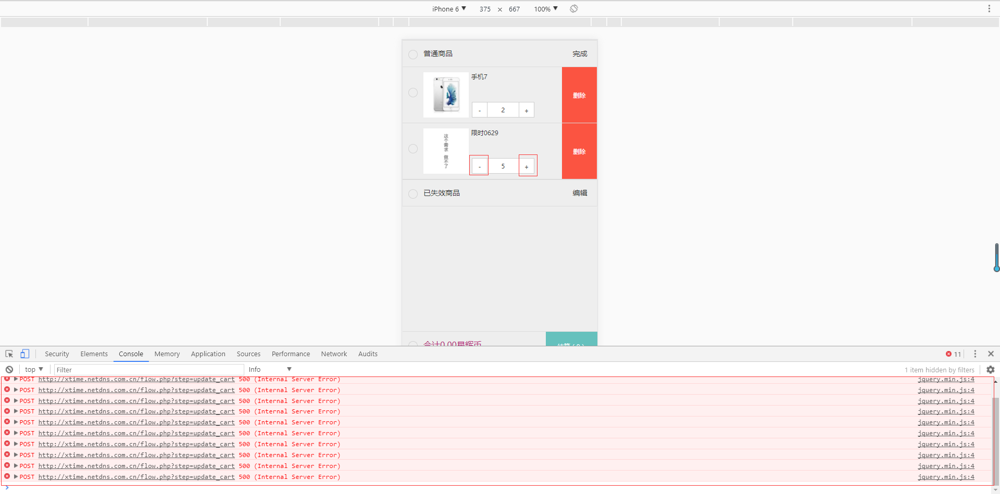 iPhone 6 375 × 667 100%
普通商品 完成
手机7
删除
- 2 +
限时0629
这个需求 做不了
删除
- 5 +
已失效商品 编辑
合计0.00星辉币 结算 ( 0 )
Security Elements Console Memory Application Sources Performance Network Audits 11
top Filter Info 1 item hidden by filters
POST http://xtime.netdns.com.cn/flow.php?step=update_cart 500 (Internal Server Error) jquery.min.js:4
POST http://xtime.netdns.com.cn/flow.php?step=update_cart 500 (Internal Server Error) jquery.min.js:4
POST http://xtime.netdns.com.cn/flow.php?step=update_cart 500 (Internal Server Error) jquery.min.js:4
POST http://xtime.netdns.com.cn/flow.php?step=update_cart 500 (Internal Server Error) jquery.min.js:4
POST http://xtime.netdns.com.cn/flow.php?step=update_cart 500 (Internal Server Error) jquery.min.js:4
POST http://xtime.netdns.com.cn/flow.php?step=update_cart 500 (Internal Server Error) jquery.min.js:4
POST http://xtime.netdns.com.cn/flow.php?step=update_cart 500 (Internal Server Error) jquery.min.js:4
POST http://xtime.netdns.com.cn/flow.php?step=update_cart 500 (Internal Server Error) jquery.min.js:4
POST http://xtime.netdns.com.cn/flow.php?step=update_cart 500 (Internal Server Error) jquery.min.js:4
POST http://xtime.netdns.com.cn/flow.php?step=update_cart 500 (Internal Server Error) jquery.min.js:4